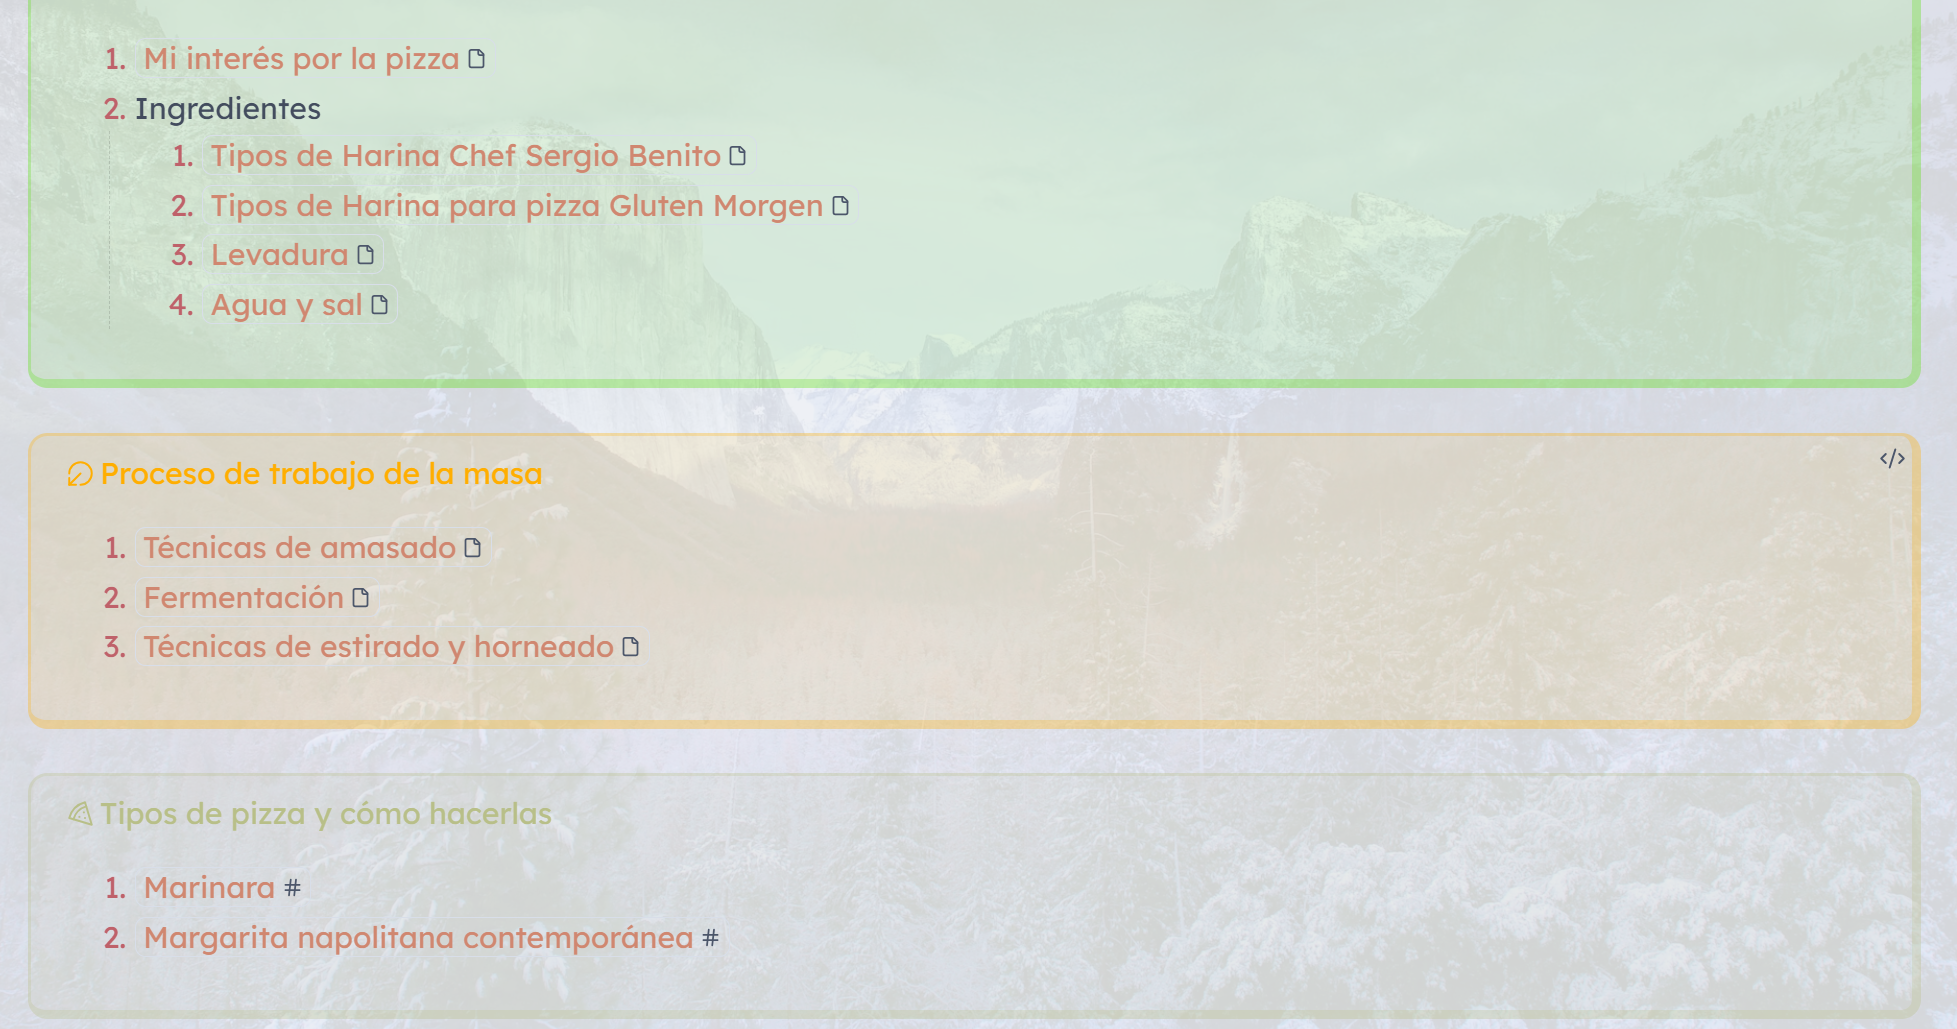 1. Mi interés por la pizza
2. Ingredientes
1. Tipos de Harina Chef Sergio Benito
2. Tipos de Harina para pizza Gluten Morgen
3. Levadura
4. Agua y sal
Proceso de trabajo de la masa
</>
1. Técnicas de amasado
2. Fermentación
3. Técnicas de estirado y horneado
Tipos de pizza y cómo hacerlas
1. Marinara #
2. Margarita napolitana contemporánea #